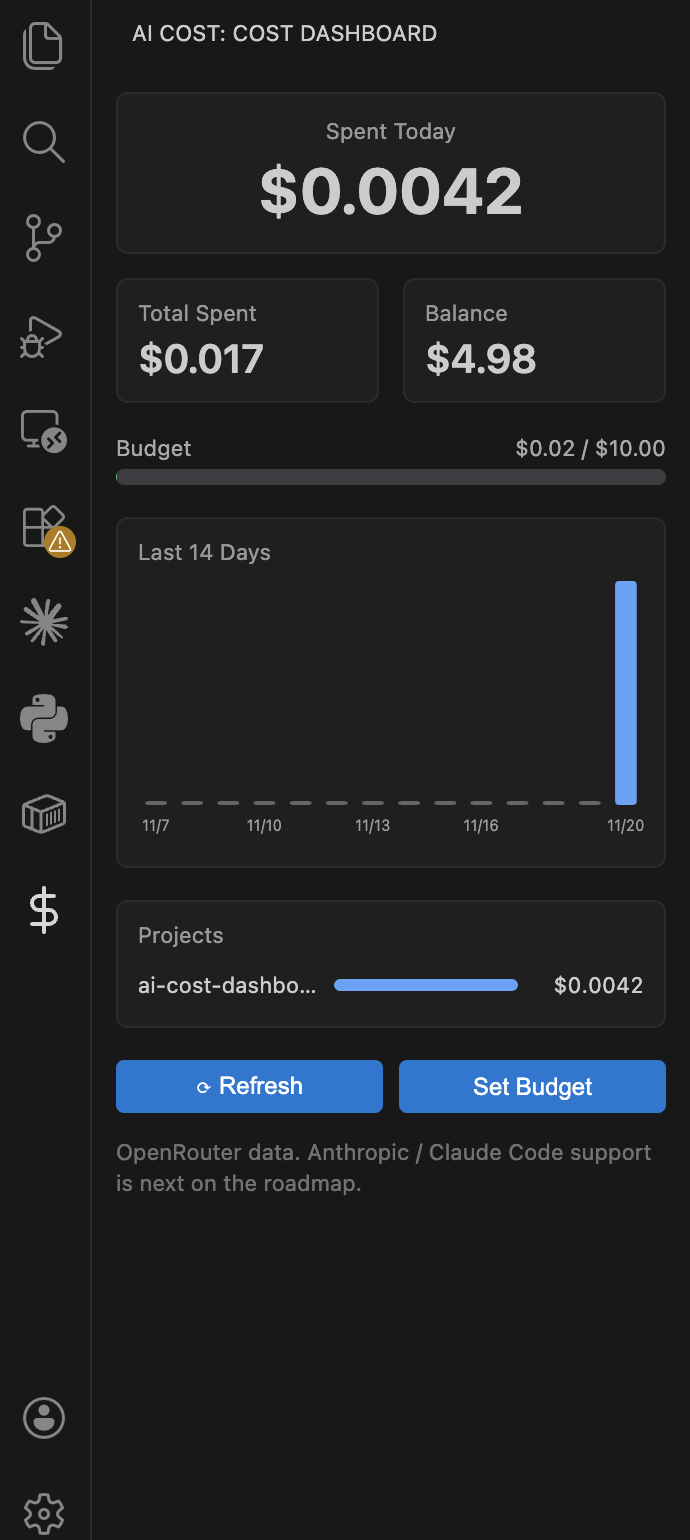 AI COST: COST DASHBOARD
Spent Today
$0.0042
Total Spent
$0.017
Balance
$4.98
Budget
$0.02 / $10.00
Last 14 Days
11/7
11/10
11/13
11/16
11/20
Projects
ai-cost-dashbo...
$0.0042
⟳ Refresh
Set Budget
OpenRouter data. Anthropic / Claude Code support
is next on the roadmap.